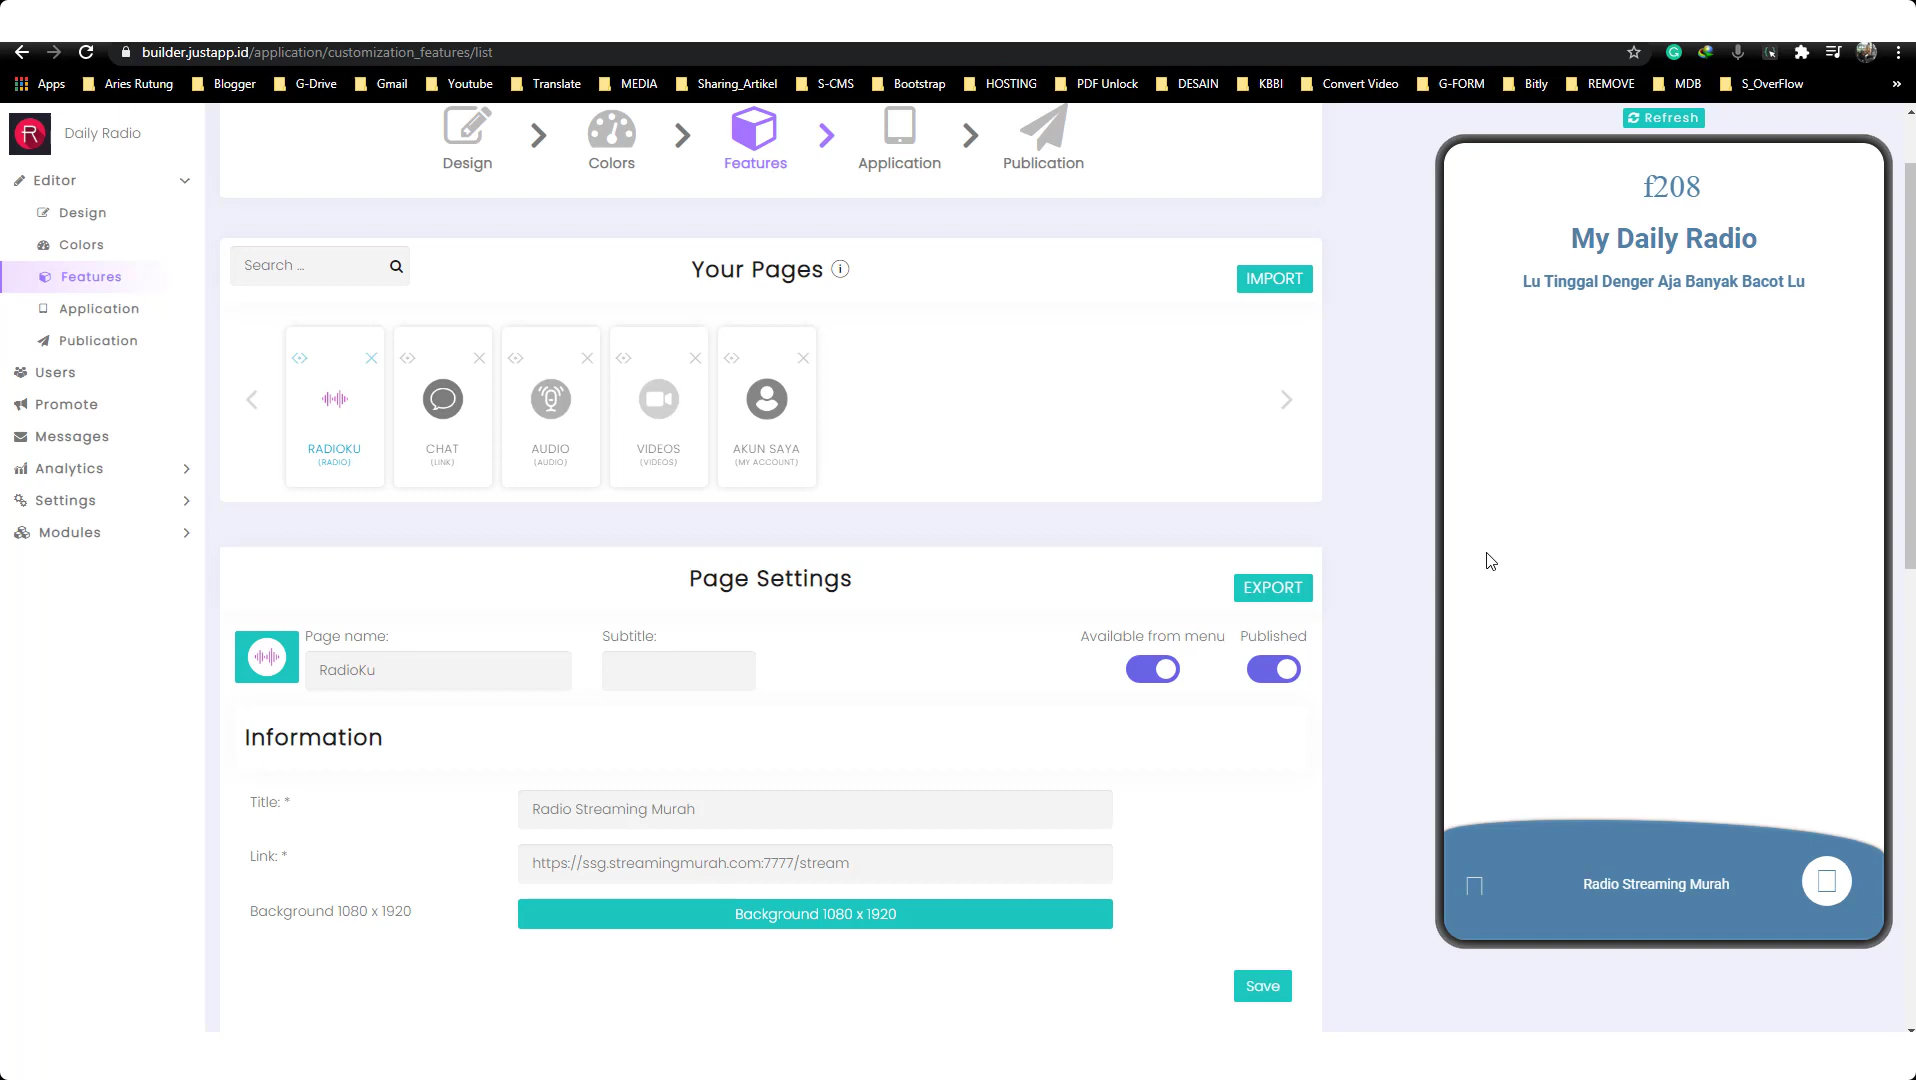 builder.justapp.id/application/customization_features/list
Apps
Aries Rutung
Blogger
G-Drive
Gmail
Youtube
Translate
MEDIA
Sharing_Artikel
S-CMS
Bootstrap
HOSTING
PDF Unlock
DESAIN
KBBI
Convert Video
G-FORM
Bitly
REMOVE
MDB
S_OverFlow
»
R
Daily Radio
Editor
Design
Colors
Features
Application
Publication
Users
Promote
Messages
Analytics
Settings
Modules
Design
Colors
Features
Application
Publication
Search ...
Your Pages
IMPORT
RADIOKU
(RADIO)
CHAT
(LINK)
AUDIO
(AUDIO)
VIDEOS
(VIDEOS)
AKUN SAYA
(MY ACCOUNT)
Page Settings
EXPORT
Page name:
RadioKu
Subtitle:
Available from menu
Published
Information
Title: *
Radio Streaming Murah
Link: *
https://ssg.streamingmurah.com:7777/stream
Background 1080 x 1920
Background 1080 x 1920
Save
Refresh
f208
My Daily Radio
Lu Tinggal Denger Aja Banyak Bacot Lu
Radio Streaming Murah